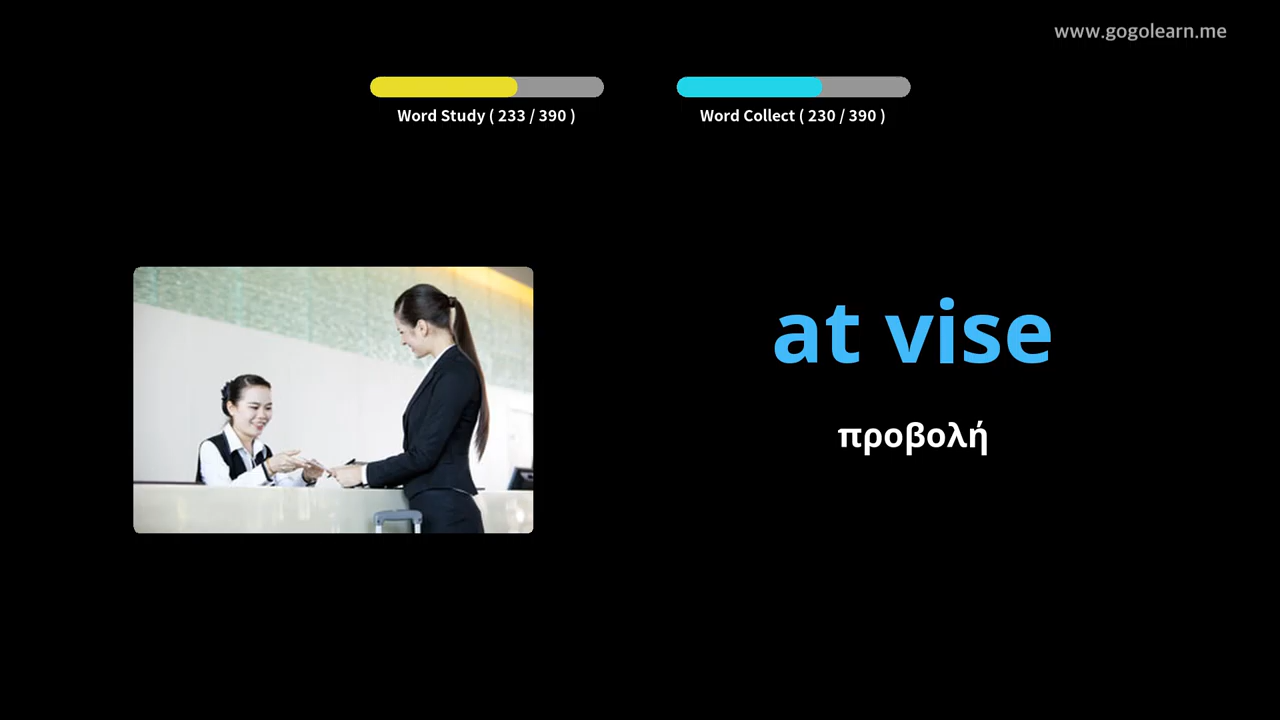 www.gogolearn.me
Word Study ( 233 / 390 )
Word Collect ( 230 / 390 )
at vise
προβολή